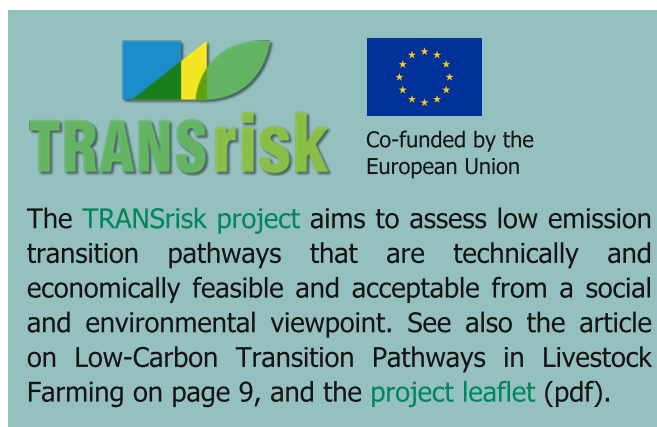 TRANSrisk
Co-funded by the
European Union
The TRANSrisk project aims to assess low emission
transition pathways that are technically and
economically feasible and acceptable from a social
and environmental viewpoint. See also the article
on Low-Carbon Transition Pathways in Livestock
Farming on page 9, and the project leaflet (pdf).